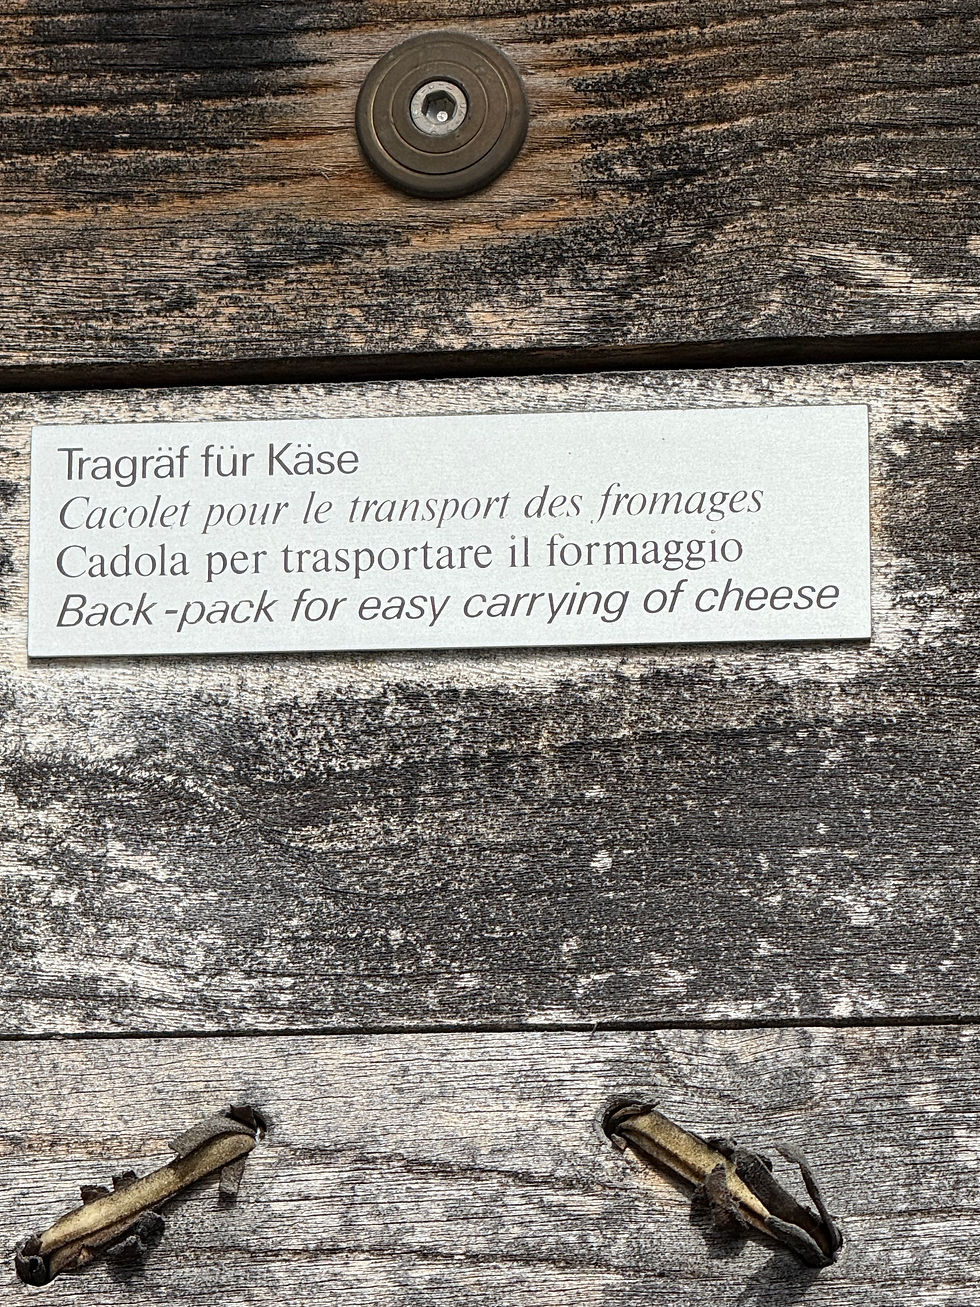 Tragräf für Käse
Cacolet pour le transport des fromages
Cadola per trasportare il formaggio
Back-pack for easy carrying of cheese